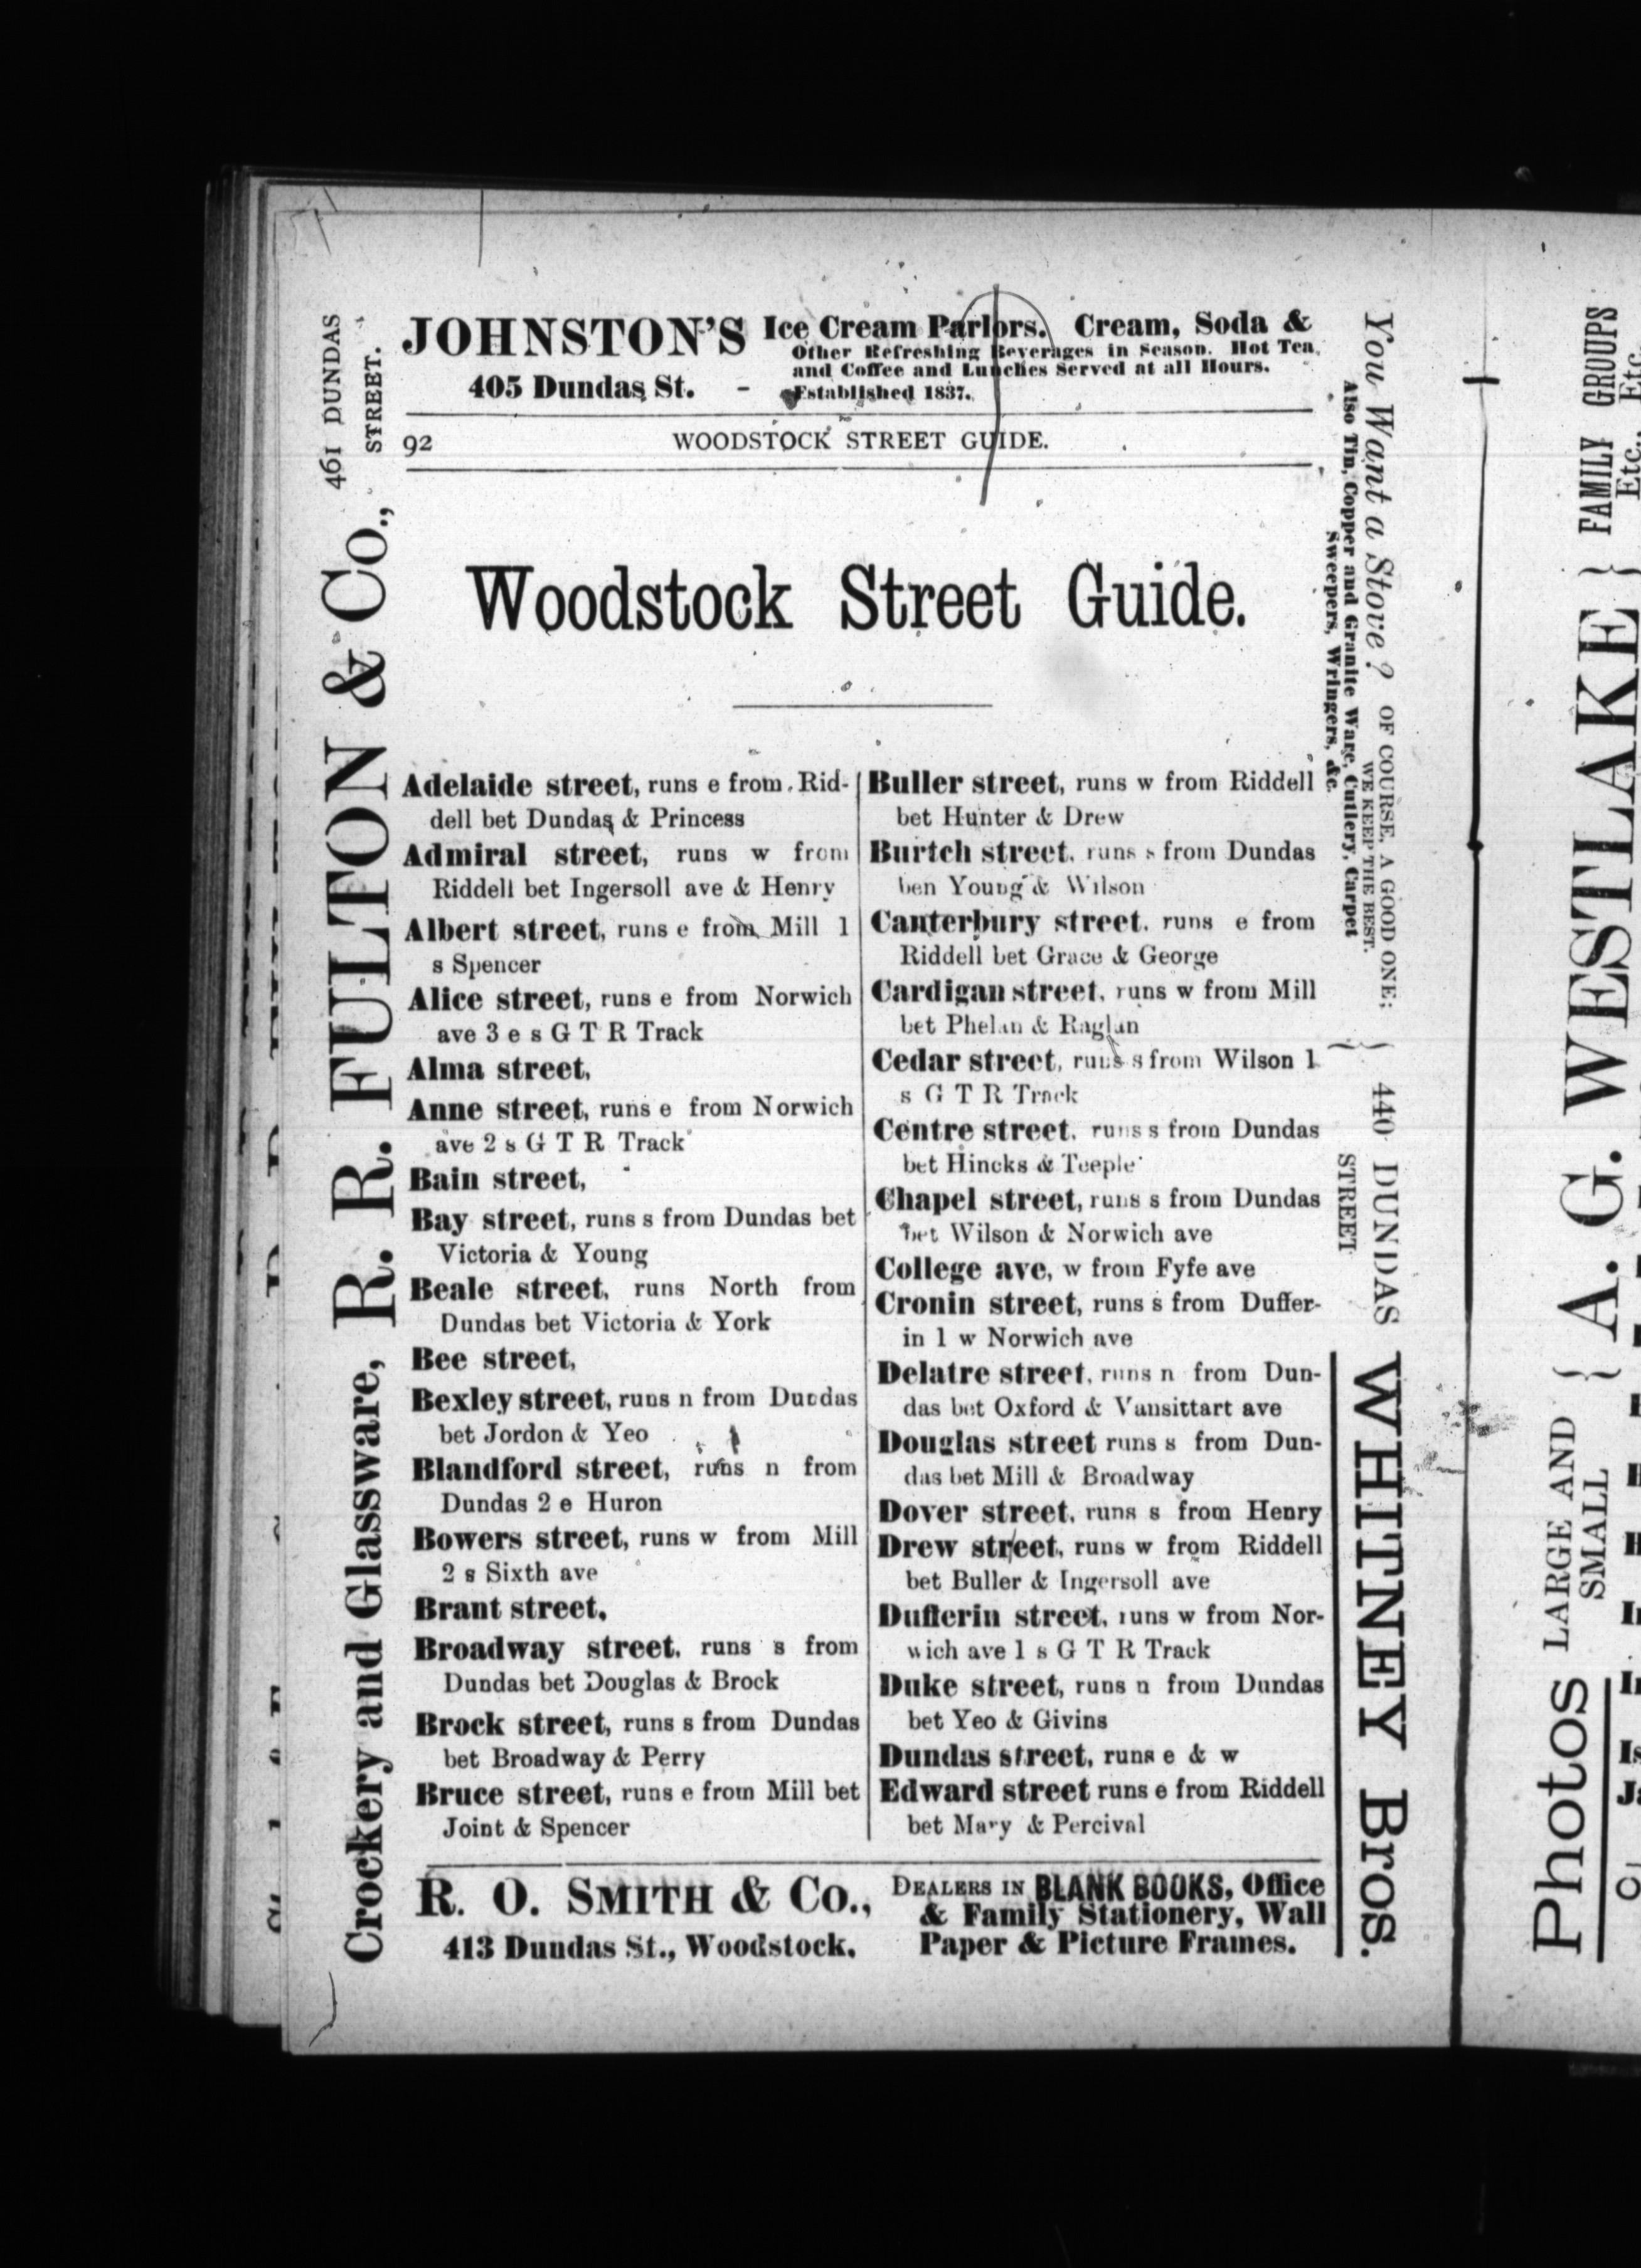 JOHNSTON'S Ice Cream Parlors. Cream, Soda &
Other Refreshing Beverages in Season. Hot Tea,
and Coffee and Lunches Served at all Hours.
405 Dundas St. - Established 1837.
92 WOODSTOCK STREET GUIDE.
Woodstock Street Guide.
Adelaide street, runs e from Rid-
dell bet Dundas & Princess
Admiral street, runs w from
Riddell bet Ingersoll ave & Henry
Albert street, runs e from Mill 1
s Spencer
Alice street, runs e from Norwich
ave 3 e s G T R Track
Alma street,
Anne street, runs e from Norwich
ave 2 s G T R Track
Bain street,
Bay street, runs s from Dundas bet
Victoria & Young
Beale street, runs North from
Dundas bet Victoria & York
Bee street,
Bexley street, runs n from Dundas
bet Jordon & Yeo
Blandford street, runs n from
Dundas 2 e Huron
Bowers street, runs w from Mill
2 s Sixth ave
Brant street,
Broadway street, runs s from
Dundas bet Douglas & Brock
Brock street, runs s from Dundas
bet Broadway & Perry
Bruce street, runs e from Mill bet
Joint & Spencer
Buller street, runs w from Riddell
bet Hunter & Drew
Burtch street, runs s from Dundas
ben Young & Wilson
Canterbury street, runs e from
Riddell bet Grace & George
Cardigan street, runs w from Mill
bet Phelan & Raglan
Cedar street, runs s from Wilson 1
s G T R Track
Centre street, runs s from Dundas
bet Hincks & Teeple
Chapel street, runs s from Dundas
bet Wilson & Norwich ave
College ave, w from Fyfe ave
Cronin street, runs s from Duffer-
in 1 w Norwich ave
Delatre street, runs n from Dun-
das bet Oxford & Vansittart ave
Douglas street runs s from Dun-
das bet Mill & Broadway
Dover street, runs s from Henry
Drew street, runs w from Riddell
bet Buller & Ingersoll ave
Dufferin street, runs w from Nor-
wich ave 1 s G T R Track
Duke street, runs n from Dundas
bet Yeo & Givins
Dundas street, runs e & w
Edward street runs e from Riddell
bet Mary & Percival
R. O. SMITH & Co., DEALERS IN BLANK BOOKS, Office
& Family Stationery, Wall
413 Dundas St., Woodstock. Paper & Picture Frames.
Crockery and Glassware, R. R. FULTON & Co., 461 DUNDAS
STREET.
You Want a Stove? OF COURSE, A GOOD ONE;
WE KEEP THE BEST.
Also Tin, Copper and Granite Ware, Cutlery, Carpet
Sweepers, Wringers, &c.
440 DUNDAS
STREET
WHITNEY Bros.
Photos LARGE AND
SMALL
A. G. WESTLAKE
FAMILY GROUPS
Etc., Etc.